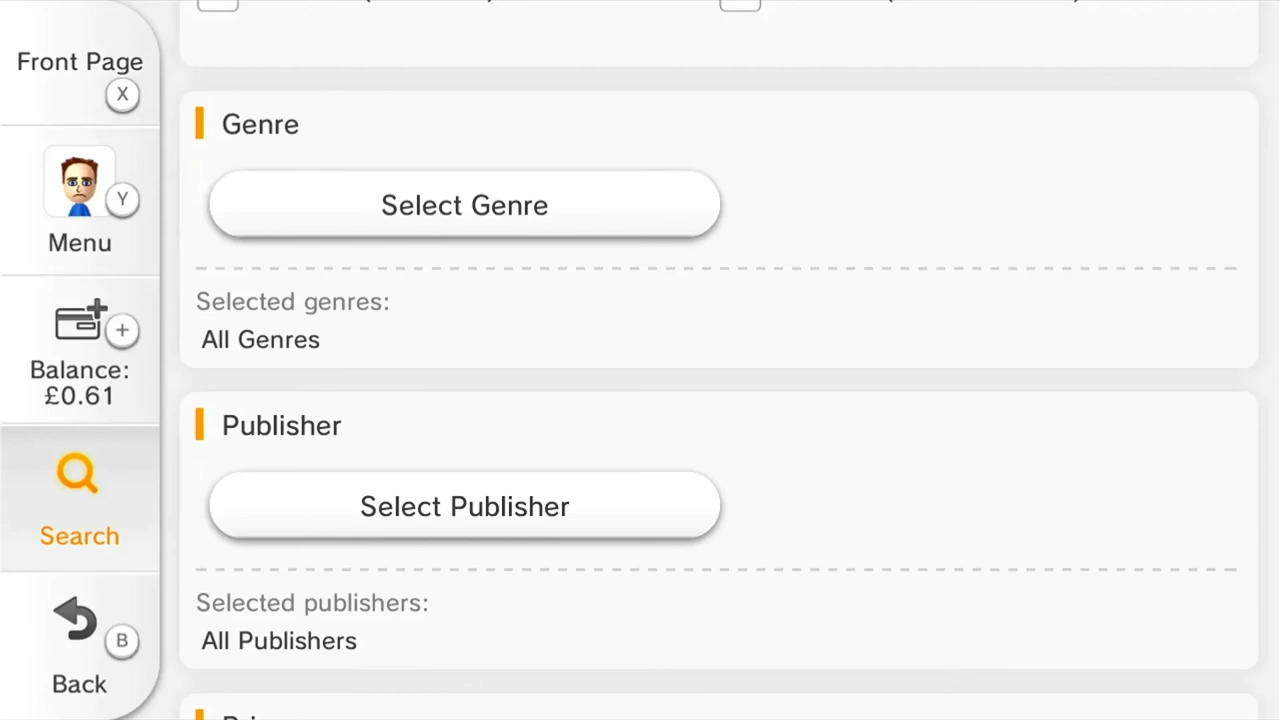 Front Page
X
Y
Menu
+
Balance:
£0.61
Search
B
Back
Genre
Select Genre
Selected genres:
All Genres
Publisher
Select Publisher
Selected publishers:
All Publishers